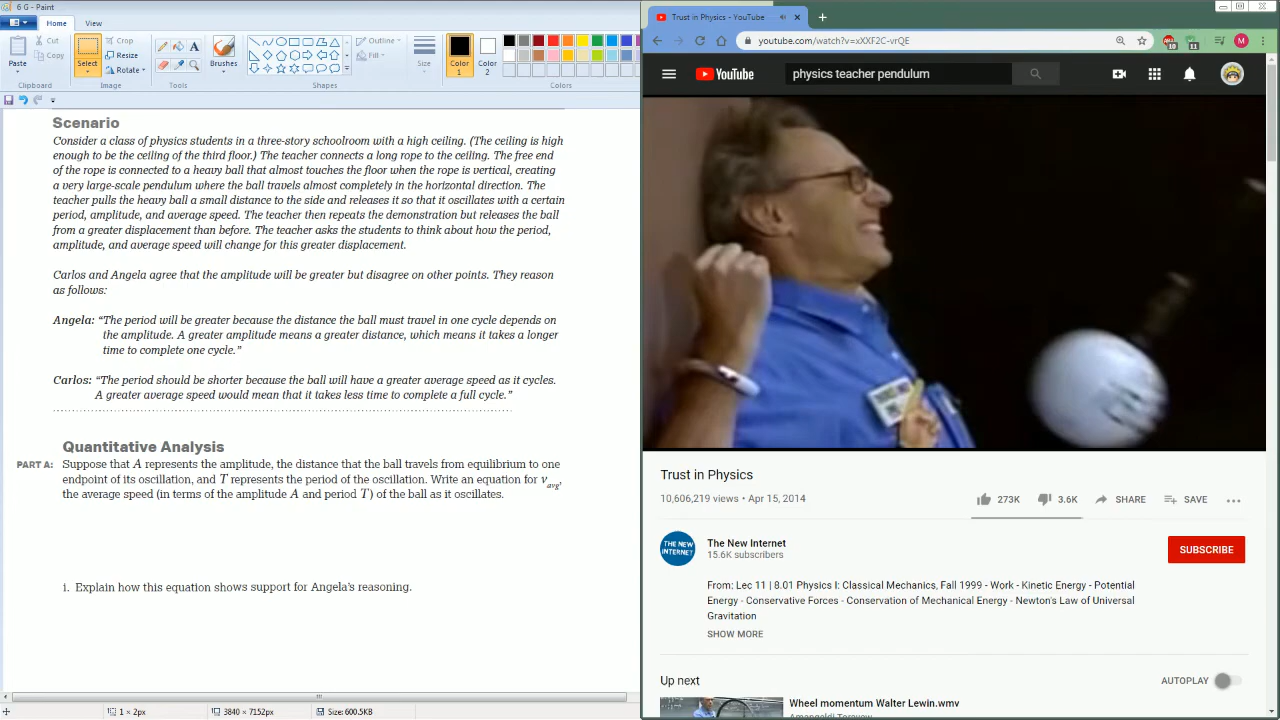 6 G - Paint
Home View
Paste
Cut
Copy
Clipboard
Select
Crop
Resize
Rotate
Image
Tools
Brushes
Shapes
Outline
Fill
Size
Color 1
Color 2
Colors
Scenario
Consider a class of physics students in a three-story schoolroom with a high ceiling. (The ceiling is high
enough to be the ceiling of the third floor.) The teacher connects a long rope to the ceiling. The free end
of the rope is connected to a heavy ball that almost touches the floor when the rope is vertical, creating
a very large-scale pendulum where the ball travels almost completely in the horizontal direction. The
teacher pulls the heavy ball a small distance to the side and releases it so that it oscillates with a certain
period, amplitude, and average speed. The teacher then repeats the demonstration but releases the ball
from a greater displacement than before. The teacher asks the students to think about how the period,
amplitude, and average speed will change for this greater displacement.
Carlos and Angela agree that the amplitude will be greater but disagree on other points. They reason
as follows:
Angela: “The period will be greater because the distance the ball must travel in one cycle depends on
the amplitude. A greater amplitude means a greater distance, which means it takes a longer
time to complete one cycle.”
Carlos: “The period should be shorter because the ball will have a greater average speed as it cycles.
A greater average speed would mean that it takes less time to complete a full cycle.”
Quantitative Analysis
PART A: Suppose that A represents the amplitude, the distance that the ball travels from equilibrium to one
endpoint of its oscillation, and T represents the period of the oscillation. Write an equation for v avg,
the average speed (in terms of the amplitude A and period T) of the ball as it oscillates.
i. Explain how this equation shows support for Angela’s reasoning.
1 × 2px
3840 × 7152px
Size: 600.5KB
Trust in Physics - YouTube
youtube.com/watch?v=xXXF2C-vrQE
10
11
M
YouTube
physics teacher pendulum
Trust in Physics
10,606,219 views • Apr 15, 2014
273K 3.6K SHARE SAVE
THE NEW INTERNET
The New Internet
15.6K subscribers
SUBSCRIBE
From: Lec 11 | 8.01 Physics I: Classical Mechanics, Fall 1999 - Work - Kinetic Energy - Potential
Energy - Conservative Forces - Conservation of Mechanical Energy - Newton's Law of Universal
Gravitation
SHOW MORE
Up next
AUTOPLAY
Wheel momentum Walter Lewin.wmv